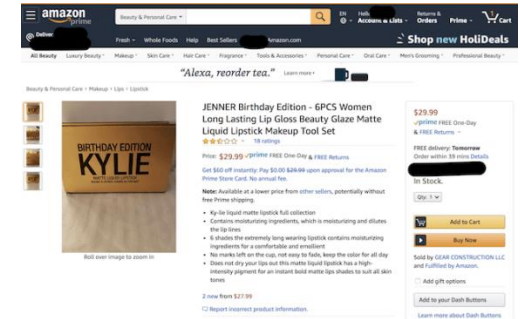 amazon
prime
Beauty & Personal Care
EN
Account & Lists
Returns &
Orders
Prime
Cart
Deliver
Fresh Whole Foods Help Best Sellers Amazon.com
Shop new HoliDeals
All Beauty Luxury Beauty Makeup Skin Care Hair Care Fragrance Tools & Accessories Personal Care Oral Care Men's Grooming Professional Beauty
"Alexa, reorder tea." Learn more
Beauty & Personal Care › Makeup › Lips › Lipstick
BIRTHDAY EDITION
KYLIE
MATTE LIQUID LIPSTICK
Roll over image to zoom in
JENNER Birthday Edition - 6PCS Women
Long Lasting Lip Gloss Beauty Glaze Matte
Liquid Lipstick Makeup Tool Set
18 ratings
Price: $29.99 prime FREE One-Day & FREE Returns
Get $60 off instantly: Pay $0.00 $29.99 upon approval for the Amazon
Prime Store Card. No annual fee.
Note: Available at a lower price from other sellers, potentially without
free Prime shipping.
• Ky-lie liquid matte lipstick full collection
• Contains moisturizing ingredients, which is moisturizing and dilutes
the lip lines
• 6 shades the extremely long wearing lipstick contains moisturizing
ingredients for a comfortable and emollient
• No marks left on the cup, not easy to fade, keep the color for all day
• Does not dry your lips out this matte liquid lipstick has a high-
intensity pigment for an instant bold matte lips shades to suit all skin
tones
2 new from $27.99
Report incorrect product information.
$29.99
prime FREE One-Day
& FREE Returns
FREE delivery: Tomorrow
Order within 39 mins Details
In Stock.
Qty: 1
Add to Cart
Buy Now
Sold by GEAR CONSTRUCTION LLC
and Fulfilled by Amazon.
Add gift options
Add to your Dash Buttons
Learn more about Dash Buttons